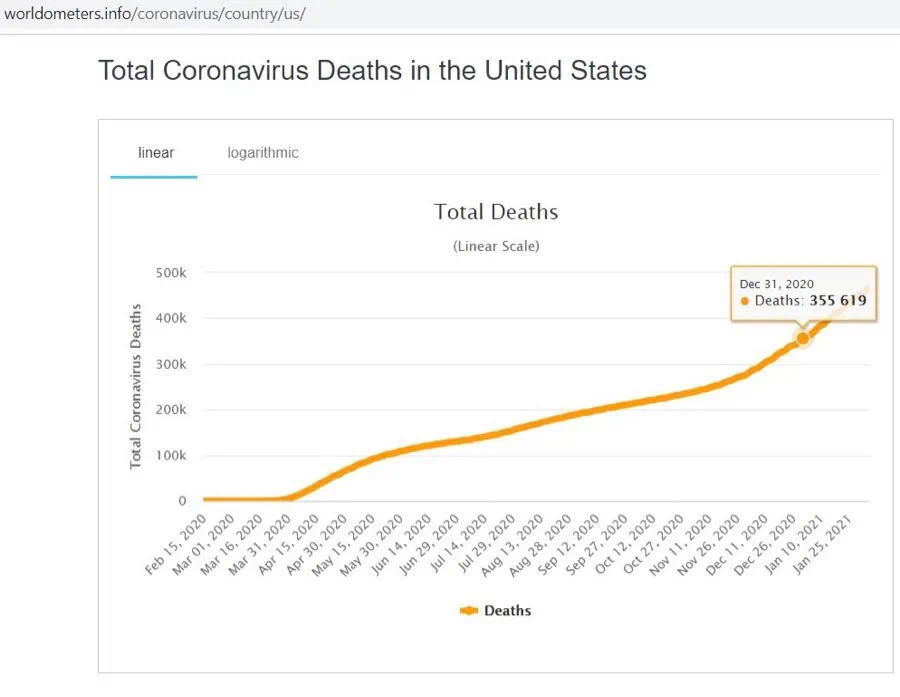 worldometers.info/coronavirus/country/us/
Total Coronavirus Deaths in the United States
linear logarithmic
Total Deaths
(Linear Scale)
Total Coronavirus Deaths
500k
400k
300k
200k
100k
0
Dec 31, 2020
Deaths: 355 619
Feb 15, 2020
Mar 01, 2020
Mar 16, 2020
Mar 31, 2020
Apr 15, 2020
Apr 30, 2020
May 15, 2020
May 30, 2020
Jun 14, 2020
Jun 29, 2020
Jul 14, 2020
Jul 29, 2020
Aug 13, 2020
Aug 28, 2020
Sep 12, 2020
Sep 27, 2020
Oct 12, 2020
Oct 27, 2020
Nov 11, 2020
Nov 26, 2020
Dec 11, 2020
Dec 26, 2020
Jan 10, 2021
Jan 25, 2021
Deaths